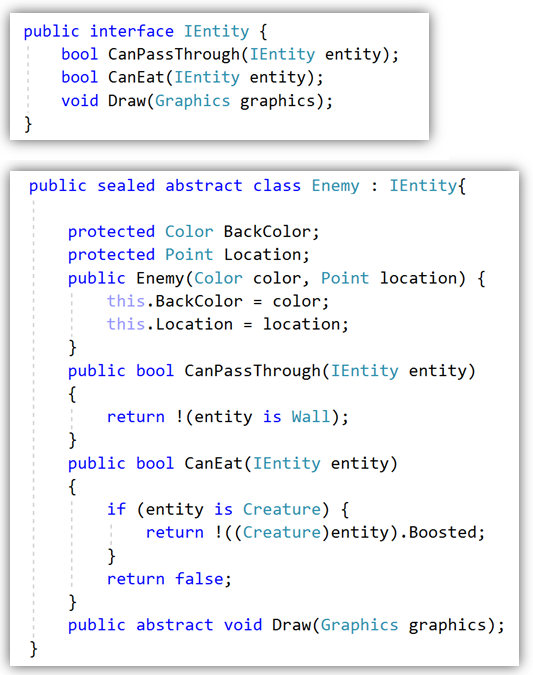 public interface IEntity {
bool CanPassThrough(IEntity entity);
bool CanEat(IEntity entity);
void Draw(Graphics graphics);
}
public sealed abstract class Enemy : IEntity{
protected Color BackColor;
protected Point Location;
public Enemy(Color color, Point location) {
this.BackColor = color;
this.Location = location;
}
public bool CanPassThrough(IEntity entity)
{
return !(entity is Wall);
}
public bool CanEat(IEntity entity)
{
if (entity is Creature) {
return !((Creature)entity).Boosted;
}
return false;
}
public abstract void Draw(Graphics graphics);
}